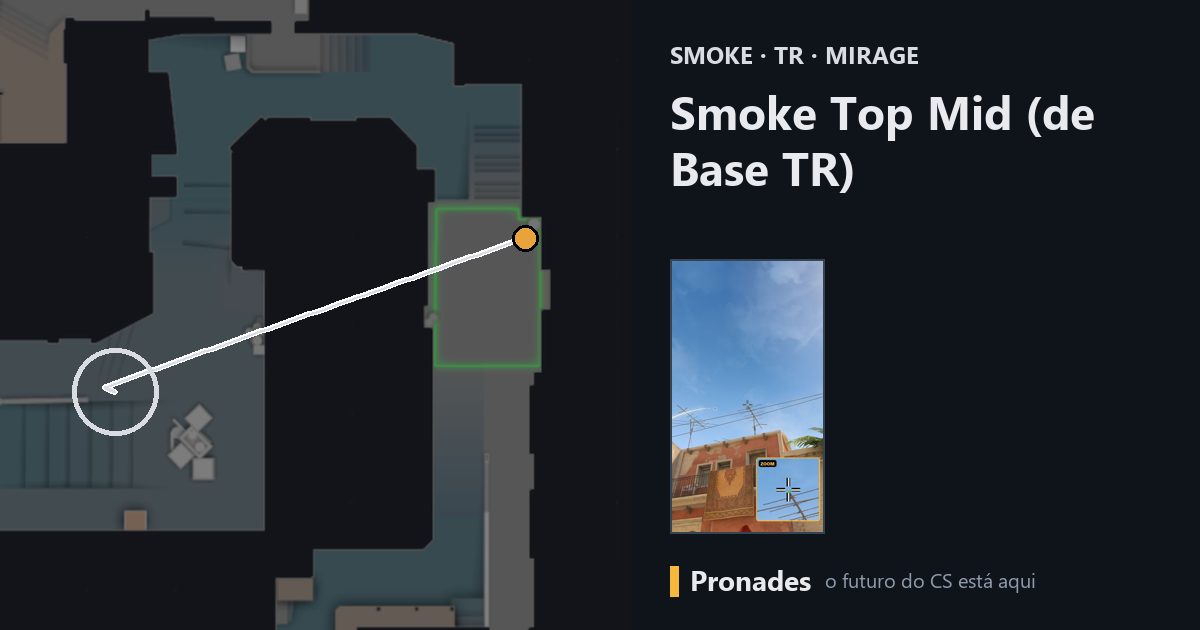 SMOKE · TR · MIRAGE
Smoke Top Mid (de
Base TR)
ZOOM
Pronades o futuro do CS está aqui